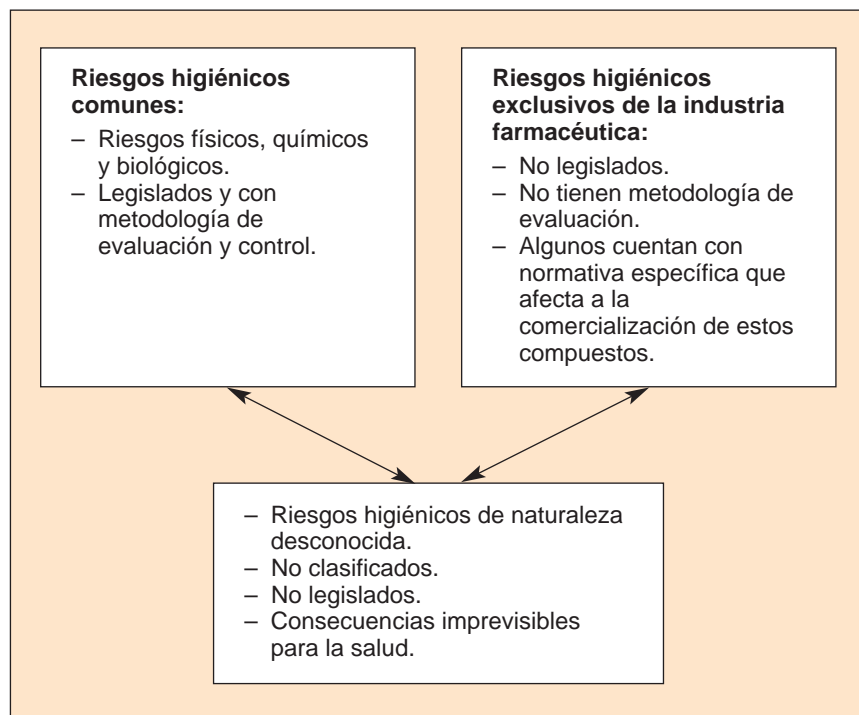 Riesgos higiénicos
comunes:
– Riesgos físicos, químicos
y biológicos.
– Legislados y con
metodología de
evaluación y control.
Riesgos higiénicos
exclusivos de la industria
farmacéutica:
– No legislados.
– No tienen metodología de
evaluación.
– Algunos cuentan con
normativa específica que
afecta a la
comercialización de estos
compuestos.
– Riesgos higiénicos de naturaleza
desconocida.
– No clasificados.
– No legislados.
– Consecuencias imprevisibles
para la salud.